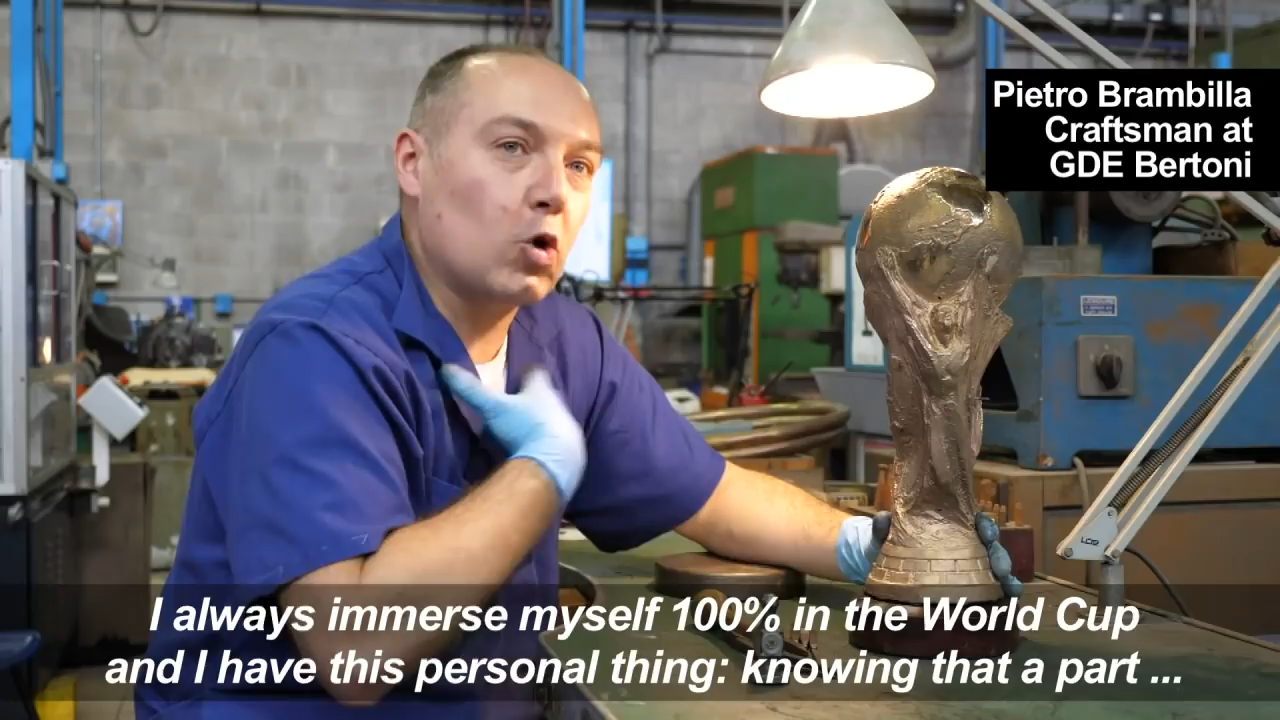 Pietro Brambilla
Craftsman at
GDE Bertoni
I always immerse myself 100% in the World Cup
and I have this personal thing: knowing that a part ...